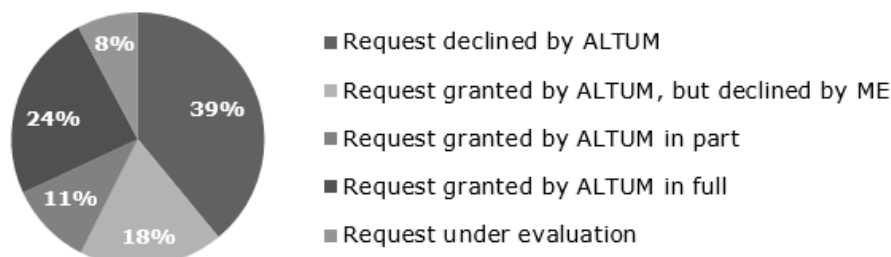 8%
39%
24%
11%
18%
Request declined by ALTUM
Request granted by ALTUM, but declined by ME
Request granted by ALTUM in part
Request granted by ALTUM in full
Request under evaluation